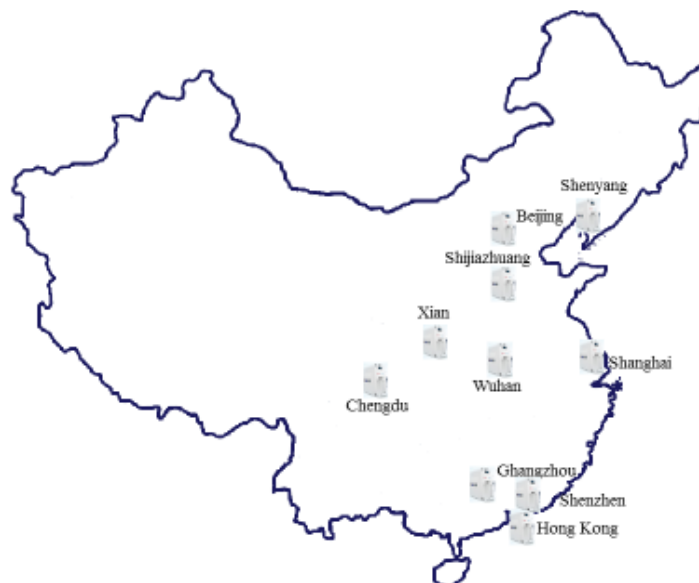 Shenyang
Beijing
Shijiazhuang
Xian
Shanghai
Wuhan
Chengdu
Ghangzhou
Shenzhen
Hong Kong